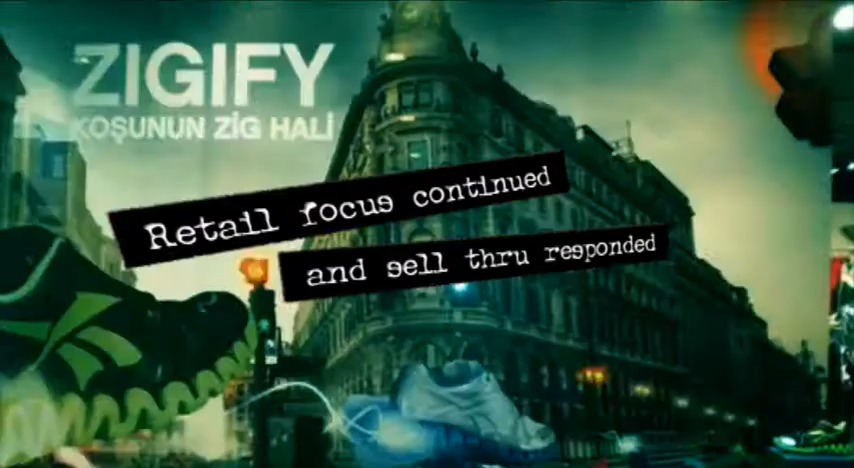 ZIGIFY
KOŞUNUN ZİG HALİ
Retail focus continued
and sell thru responded